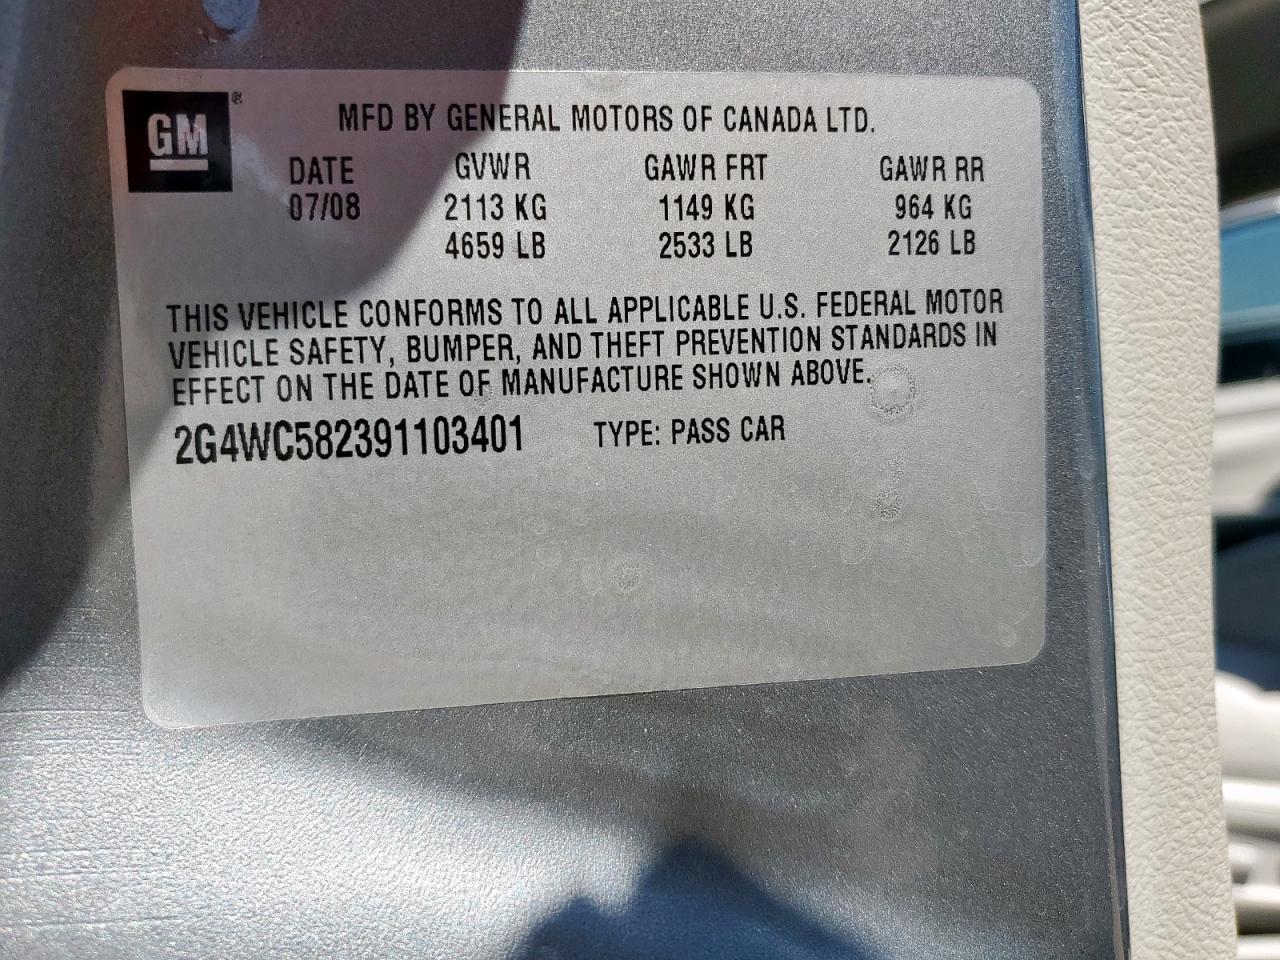 GM®
MFD BY GENERAL MOTORS OF CANADA LTD.
DATE GVWR GAWR FRT GAWR RR
07/08 2113 KG 1149 KG 964 KG
4659 LB 2533 LB 2126 LB
THIS VEHICLE CONFORMS TO ALL APPLICABLE U.S. FEDERAL MOTOR
VEHICLE SAFETY, BUMPER, AND THEFT PREVENTION STANDARDS IN
EFFECT ON THE DATE OF MANUFACTURE SHOWN ABOVE.
2G4WC582391103401 TYPE: PASS CAR